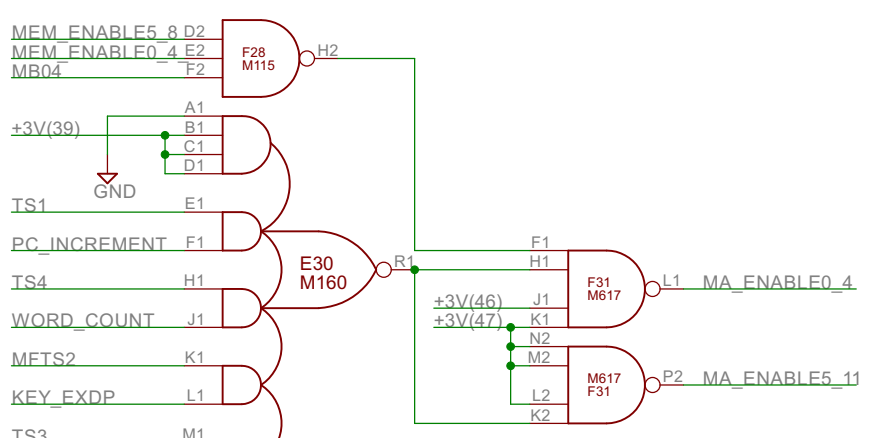 MEM_ENABLE5_8 D2
MEM_ENABLE0_4 E2
MB04 F2
F28
M115
H2
A1
+3V(39) B1
C1
D1
GND
TS1 E1
PC_INCREMENT F1
TS4 H1
WORD_COUNT J1
MFTS2 K1
KEY_EXDP L1
TS3 M1
E30
M160
R1
F1
H1
+3V(46) J1
+3V(47) K1
F31
M617
L1 MA_ENABLE0_4
N2
M2
L2
K2
M617
F31
P2 MA_ENABLE5_11